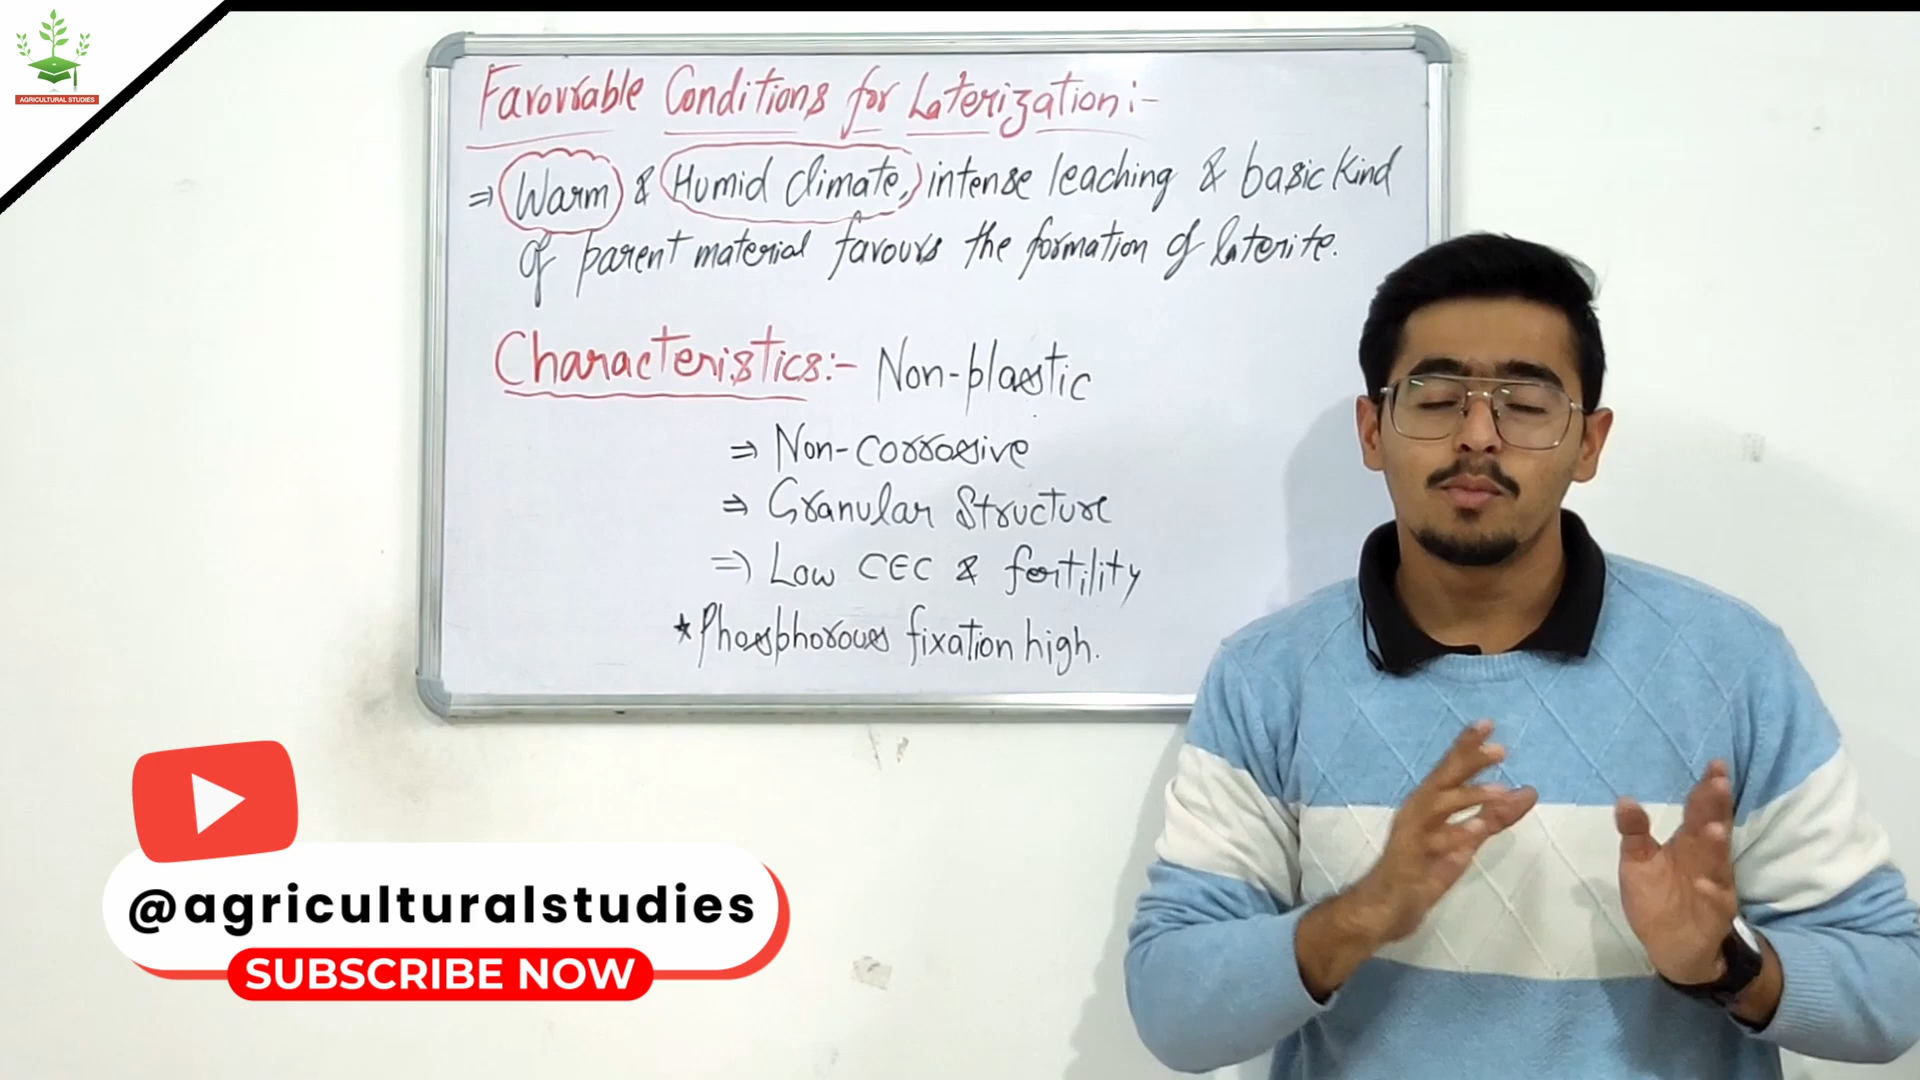 AGRICULTURAL STUDIES
Favourable Conditions for Laterization:-
⇒ Warm & Humid climate, intense leaching & basic kind
of parent material favours the formation of laterite.
Characteristics:- Non-plastic
⇒ Non-corrosive
⇒ Granular Structure
⇒ Low CEC & fertility
★ Phosphorous fixation high.
@agriculturalstudies
SUBSCRIBE NOW